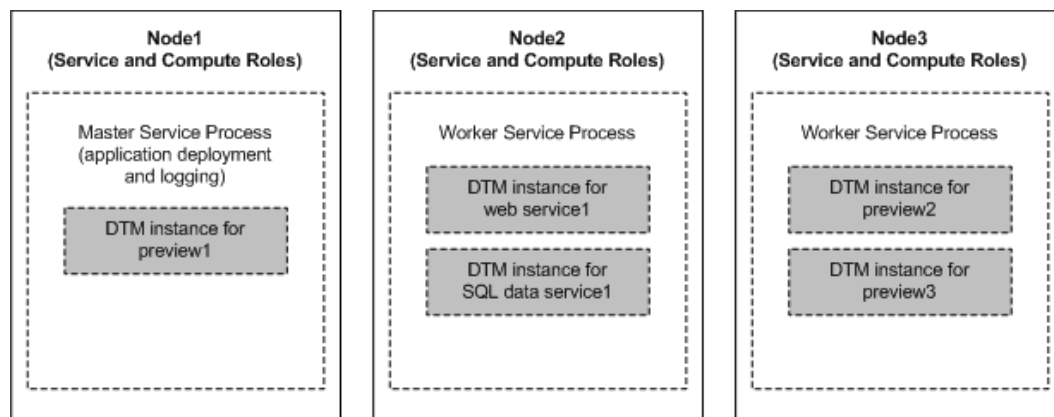 Node1
(Service and Compute Roles)
Master Service Process
(application deployment
and logging)
DTM instance for
preview1
Node2
(Service and Compute Roles)
Worker Service Process
DTM instance for
web service1
DTM instance for
SQL data service1
Node3
(Service and Compute Roles)
Worker Service Process
DTM instance for
preview2
DTM instance for
preview3